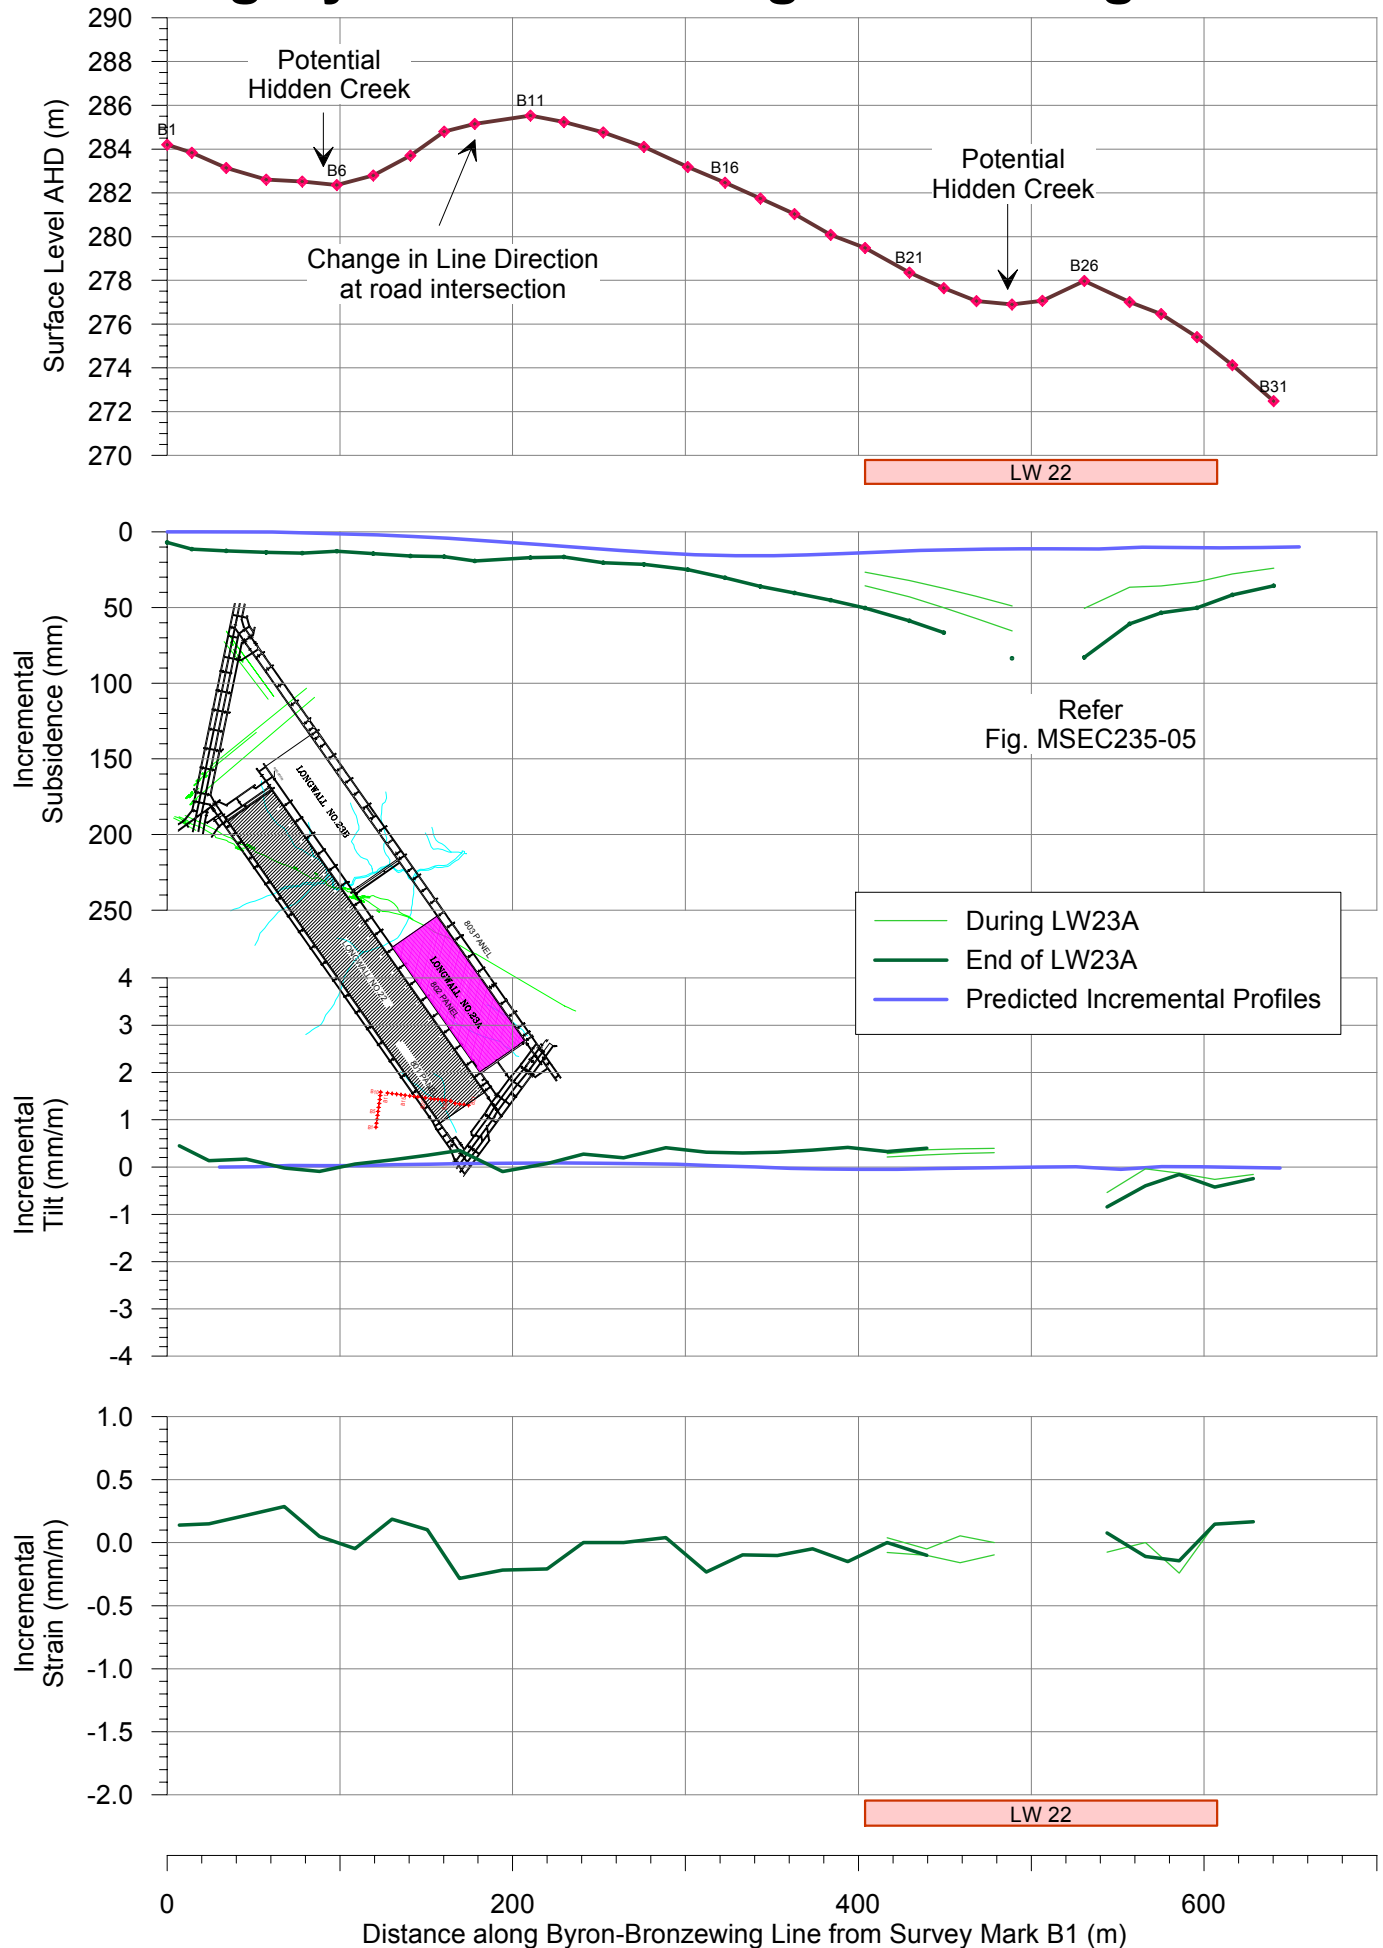 290
288
286
284
282
280
278
276
274
272
270
Surface Level AHD (m)
Potential
Hidden Creek
B1
B6
B11
B16
B21
B26
B31
Change in Line Direction
at road intersection
Potential
Hidden Creek
LW 22
0
50
100
150
200
250
Incremental
Subsidence (mm)
Refer
Fig. MSEC235-05
LONGWALL NO.23B
LONGWALL NO.22
LONGWALL NO.23A
802 PANEL
803 PANEL
During LW23A
End of LW23A
Predicted Incremental Profiles
4
3
2
1
0
-1
-2
-3
-4
Incremental
Tilt (mm/m)
1.0
0.5
0.0
-0.5
-1.0
-1.5
-2.0
Incremental
Strain (mm/m)
LW 22
0
200
400
600
Distance along Byron-Bronzewing Line from Survey Mark B1 (m)